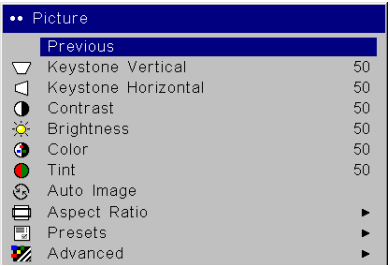 •• Picture
Previous
Keystone Vertical 50
Keystone Horizontal 50
Contrast 50
Brightness 50
Color 50
Tint 50
Auto Image
Aspect Ratio ▶
Presets ▶
Advanced ▶